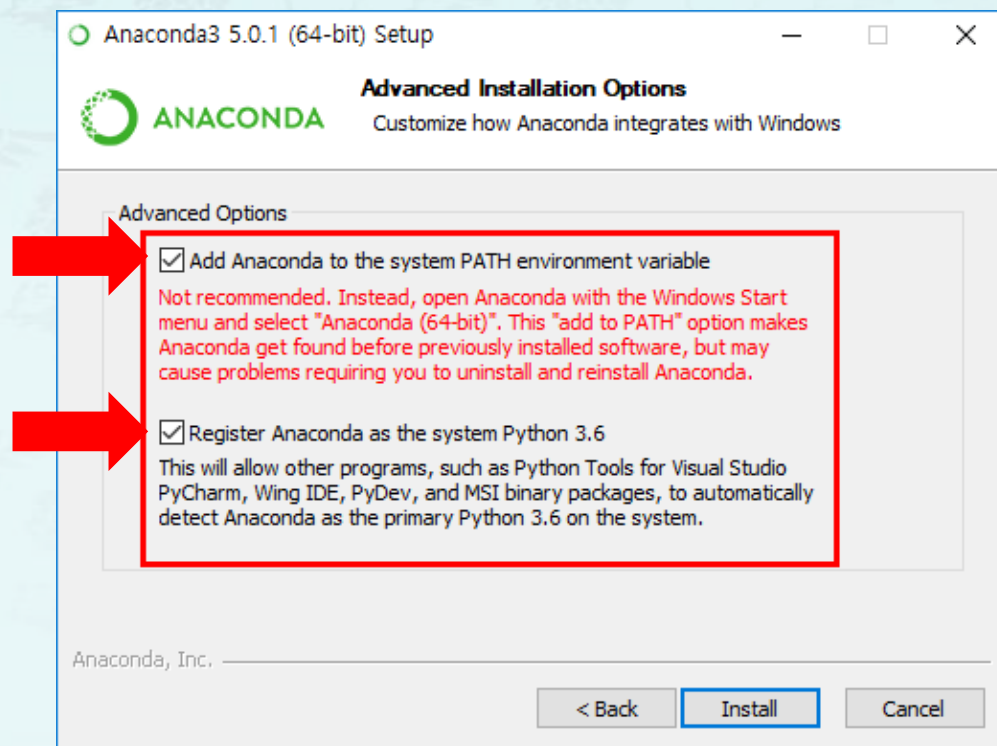 Anaconda3 5.0.1 (64-bit) Setup
ANACONDA
Advanced Installation Options
Customize how Anaconda integrates with Windows
Advanced Options
Add Anaconda to the system PATH environment variable
Not recommended. Instead, open Anaconda with the Windows Start
menu and select "Anaconda (64-bit)". This "add to PATH" option makes
Anaconda get found before previously installed software, but may
cause problems requiring you to uninstall and reinstall Anaconda.
Register Anaconda as the system Python 3.6
This will allow other programs, such as Python Tools for Visual Studio
PyCharm, Wing IDE, PyDev, and MSI binary packages, to automatically
detect Anaconda as the primary Python 3.6 on the system.
Anaconda, Inc.
< Back
Install
Cancel